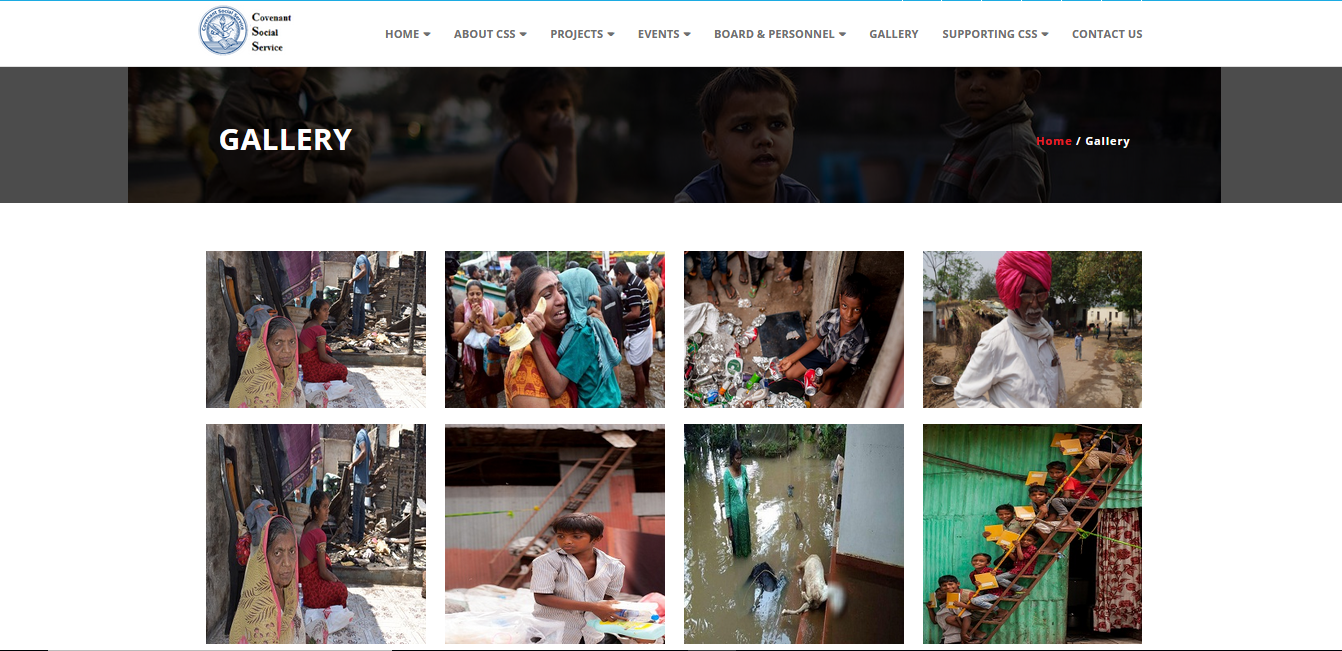 Covenant
Social
Service
HOME
ABOUT CSS
PROJECTS
EVENTS
BOARD & PERSONNEL
GALLERY
SUPPORTING CSS
CONTACT US
GALLERY
Home / Gallery